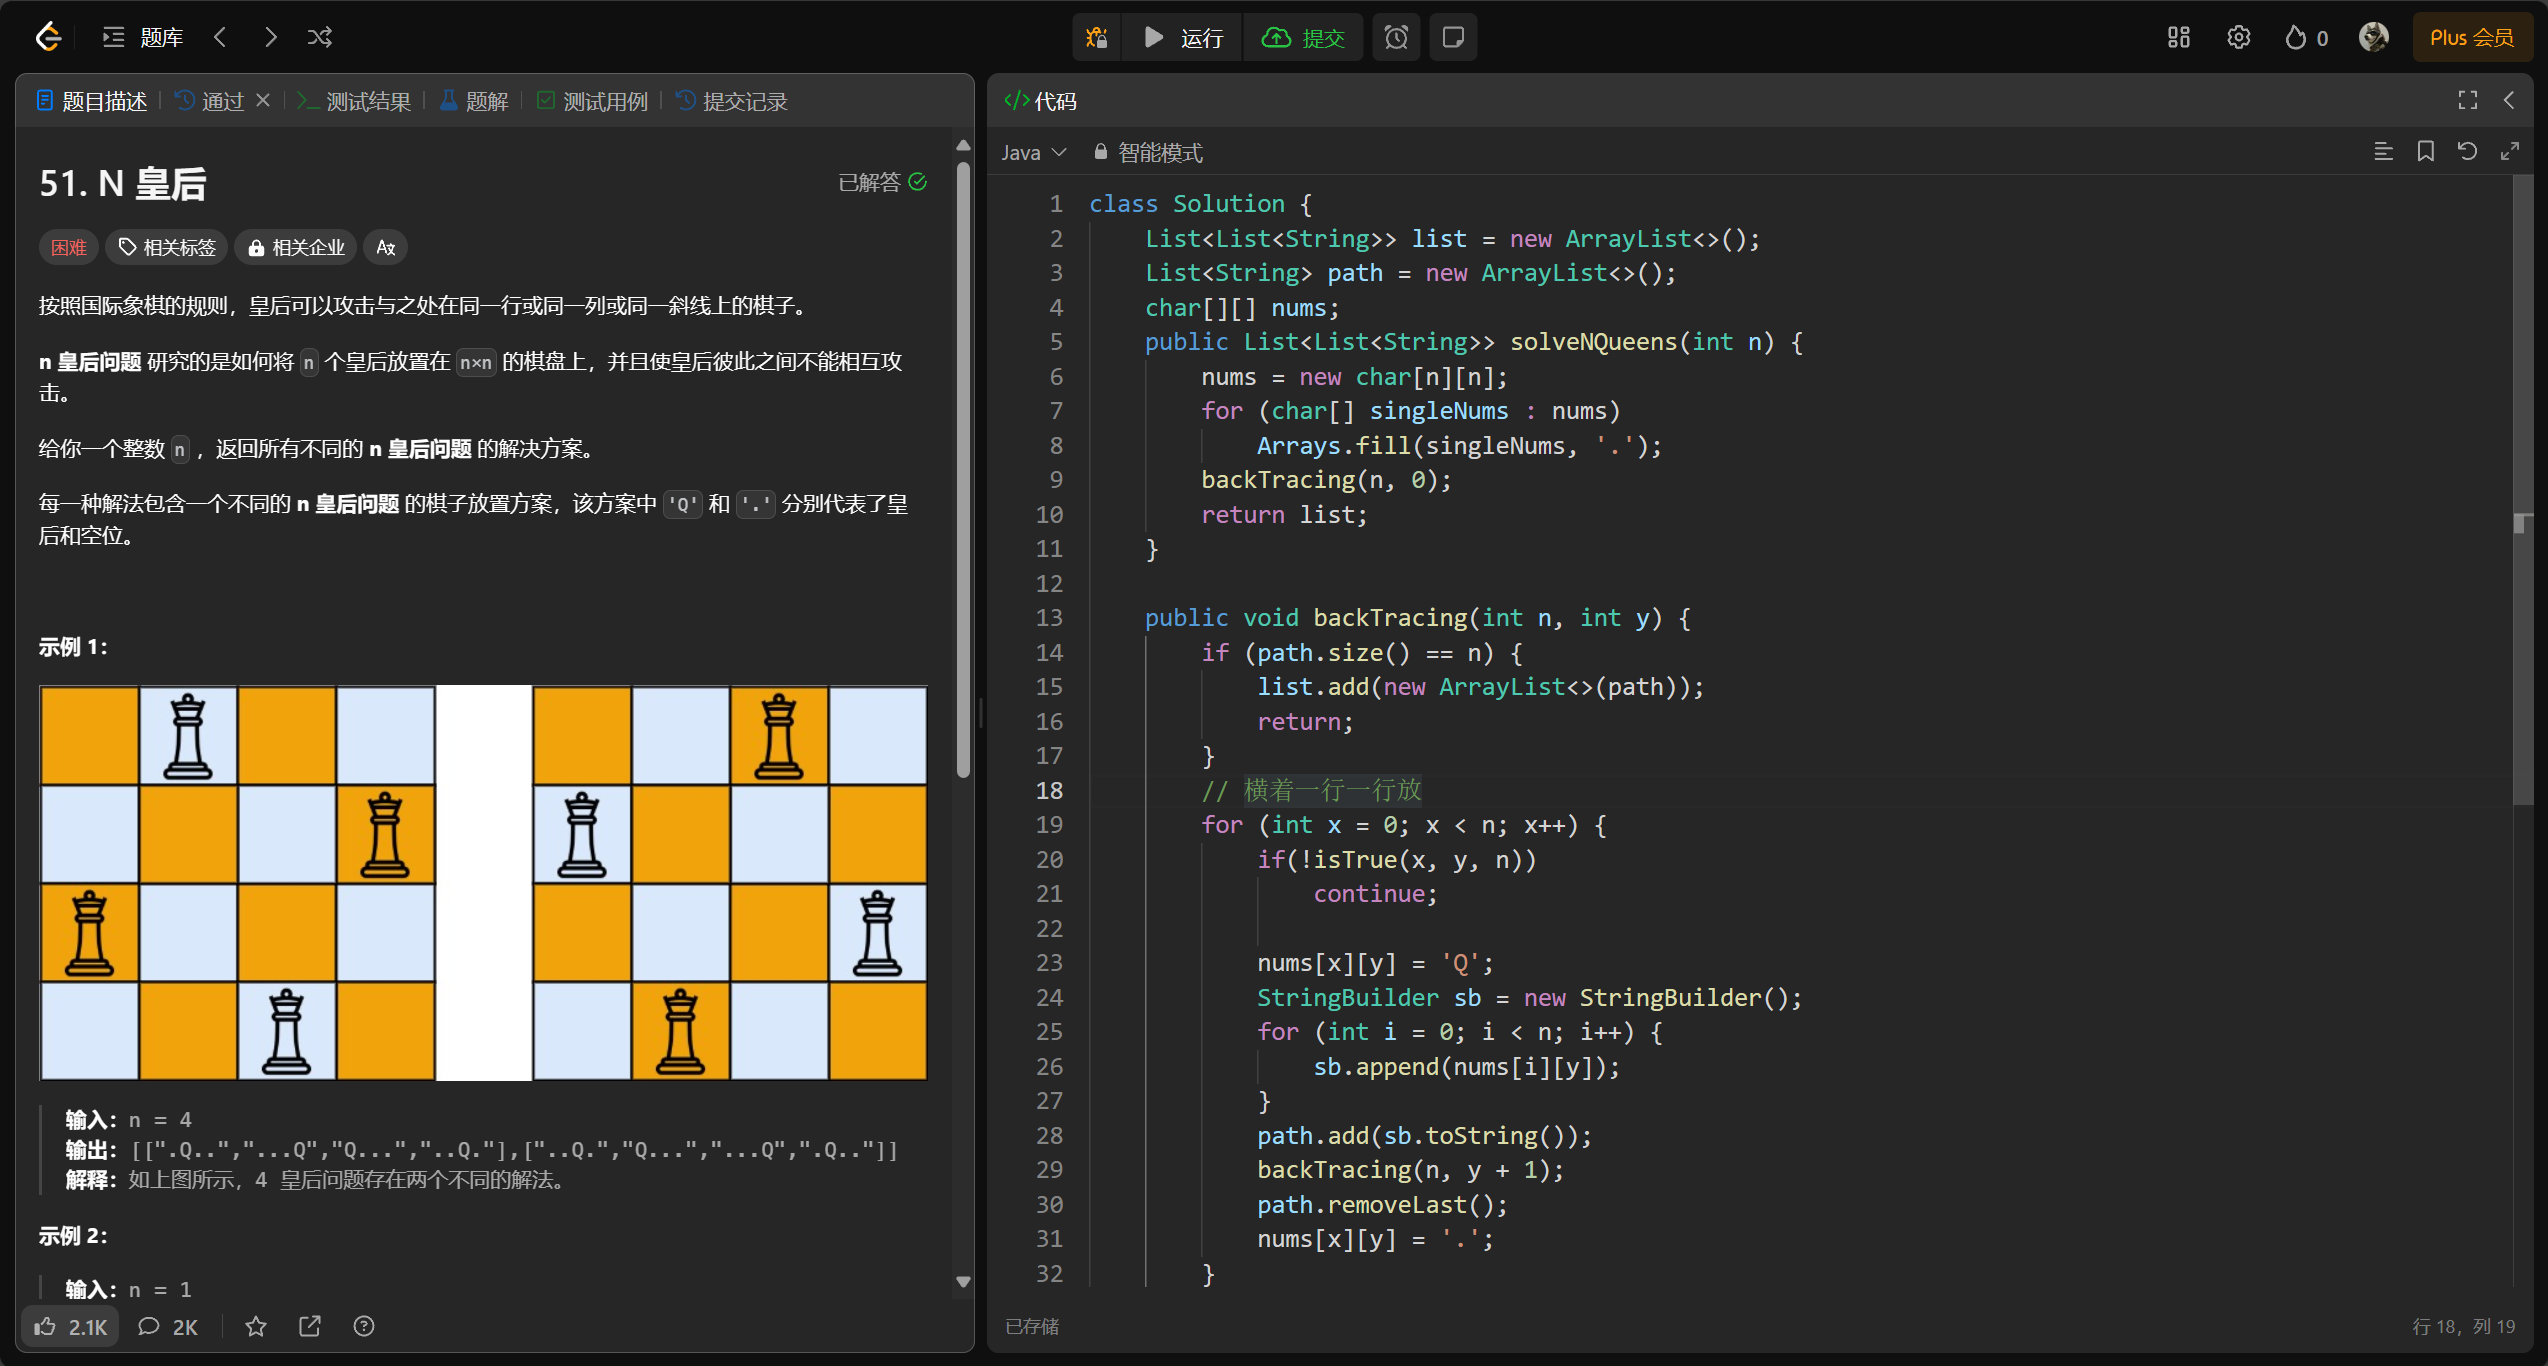 题库
运行
提交
0
Plus 会员
题目描述
通过
测试结果
题解
测试用例
提交记录
51. N 皇后
已解答
困难
相关标签
相关企业
按照国际象棋的规则，皇后可以攻击与之处在同一行或同一列或同一斜线上的棋子。
n 皇后问题 研究的是如何将 n 个皇后放置在 n×n 的棋盘上，并且使皇后彼此之间不能相互攻
击。
给你一个整数 n ，返回所有不同的 n 皇后问题 的解决方案。
每一种解法包含一个不同的 n 皇后问题 的棋子放置方案，该方案中 'Q' 和 '.' 分别代表了皇
后和空位。
示例 1：
输入：n = 4
输出：[[".Q..","...Q","Q...","..Q."],["..Q.","Q...","...Q",".Q.."]]
解释：如上图所示，4 皇后问题存在两个不同的解法。
示例 2：
输入：n = 1
2.1K
2K
</> 代码
Java
智能模式
1 class Solution {
2     List<List<String>> list = new ArrayList<>();
3     List<String> path = new ArrayList<>();
4     char[][] nums;
5     public List<List<String>> solveNQueens(int n) {
6         nums = new char[n][n];
7         for (char[] singleNums : nums)
8             Arrays.fill(singleNums, '.');
9         backTracing(n, 0);
10         return list;
11     }
12
13     public void backTracing(int n, int y) {
14         if (path.size() == n) {
15             list.add(new ArrayList<>(path));
16             return;
17         }
18         // 横着一行一行放
19         for (int x = 0; x < n; x++) {
20             if(!isTrue(x, y, n))
21                 continue;
22
23             nums[x][y] = 'Q';
24             StringBuilder sb = new StringBuilder();
25             for (int i = 0; i < n; i++) {
26                 sb.append(nums[i][y]);
27             }
28             path.add(sb.toString());
29             backTracing(n, y + 1);
30             path.removeLast();
31             nums[x][y] = '.';
32         }
已存储
行 18，列 19